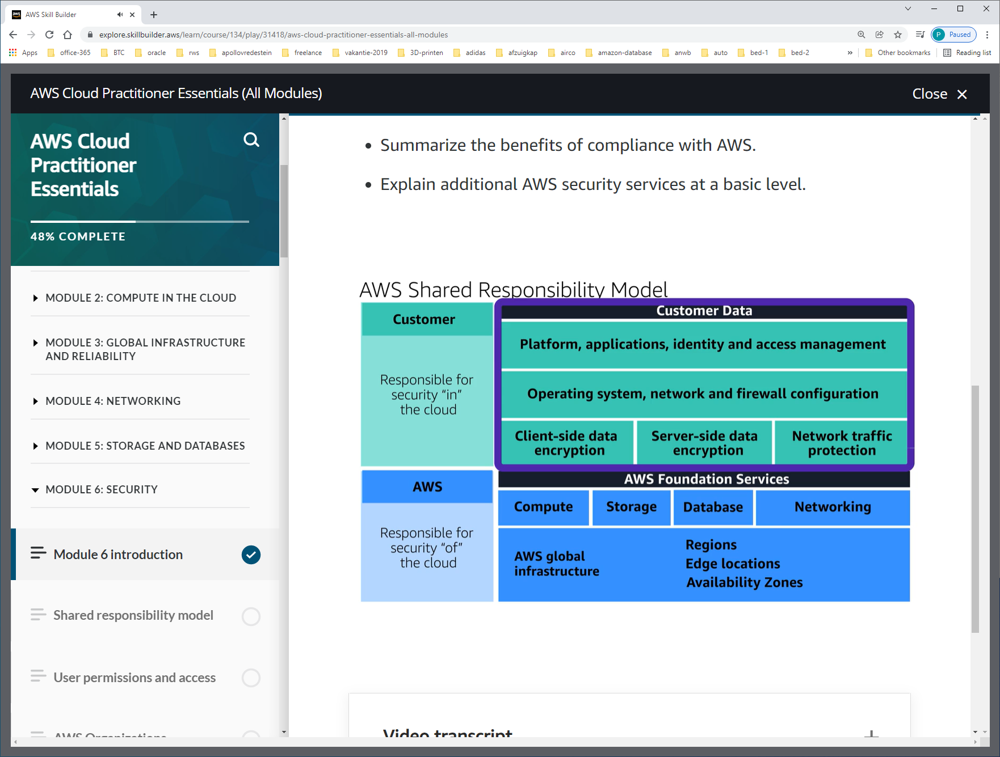 AWS Skill Builder
explore.skillbuilder.aws/learn/course/134/play/31418/aws-cloud-practitioner-essentials-all-modules
P Paused
Apps office-365 BTC oracle rws apollovredestein freelance vakantie-2019 3D-printen adidas afzuigkap airco amazon-database anwb auto bed-1 bed-2 » Other bookmarks Reading list
AWS Cloud Practitioner Essentials (All Modules)
Close
AWS Cloud
Practitioner
Essentials
48% COMPLETE
MODULE 2: COMPUTE IN THE CLOUD
MODULE 3: GLOBAL INFRASTRUCTURE
AND RELIABILITY
MODULE 4: NETWORKING
MODULE 5: STORAGE AND DATABASES
MODULE 6: SECURITY
Module 6 introduction
Shared responsibility model
User permissions and access
AWS Organizations
• Summarize the benefits of compliance with AWS.
• Explain additional AWS security services at a basic level.
AWS Shared Responsibility Model
Customer
Responsible for
security “in”
the cloud
Customer Data
Platform, applications, identity and access management
Operating system, network and firewall configuration
Client-side data
encryption
Server-side data
encryption
Network traffic
protection
AWS
Responsible for
security “of”
the cloud
AWS Foundation Services
Compute
Storage
Database
Networking
AWS global
infrastructure
Regions
Edge locations
Availability Zones
Video transcript